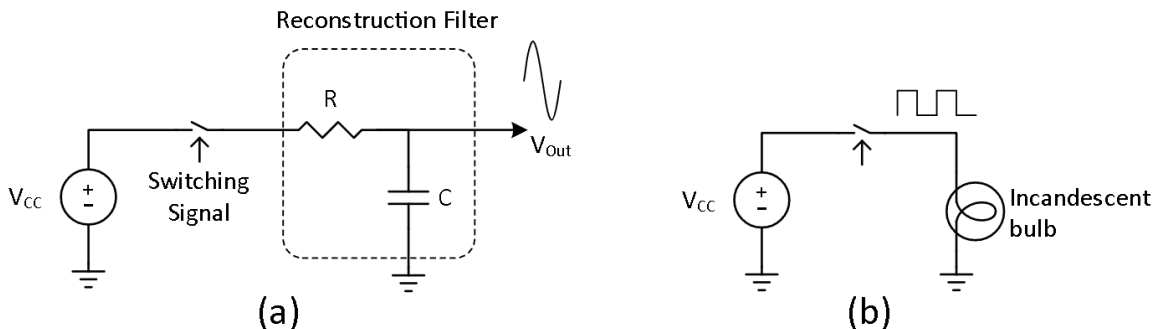 Reconstruction Filter
R
V_Out
Switching
Signal
V_CC
+
-
C
(a)
V_CC
+
-
Incandescent
bulb
(b)